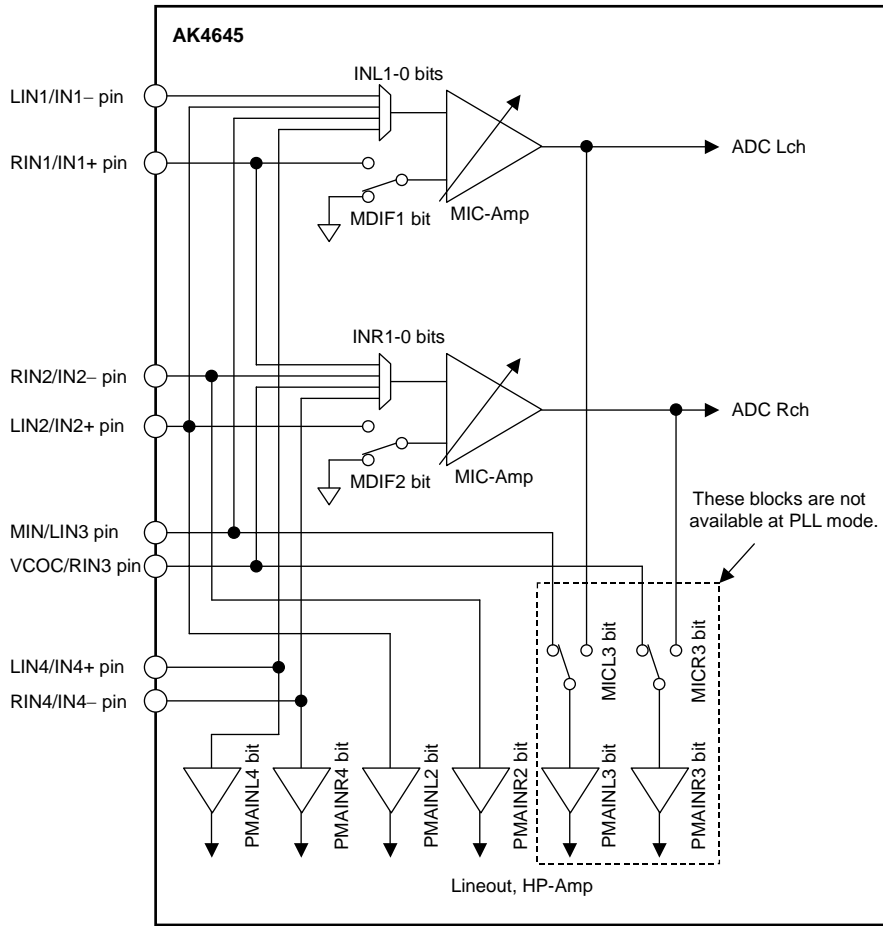 AK4645
INL1-0 bits
LIN1/IN1− pin
ADC Lch
RIN1/IN1+ pin
MDIF1 bit
MIC-Amp
INR1-0 bits
RIN2/IN2− pin
ADC Rch
LIN2/IN2+ pin
MDIF2 bit
MIC-Amp
These blocks are not
available at PLL mode.
MIN/LIN3 pin
VCOC/RIN3 pin
MICL3 bit
MICR3 bit
LIN4/IN4+ pin
RIN4/IN4− pin
PMAINL4 bit
PMAINR4 bit
PMAINL2 bit
PMAINR2 bit
PMAINL3 bit
PMAINR3 bit
Lineout, HP-Amp